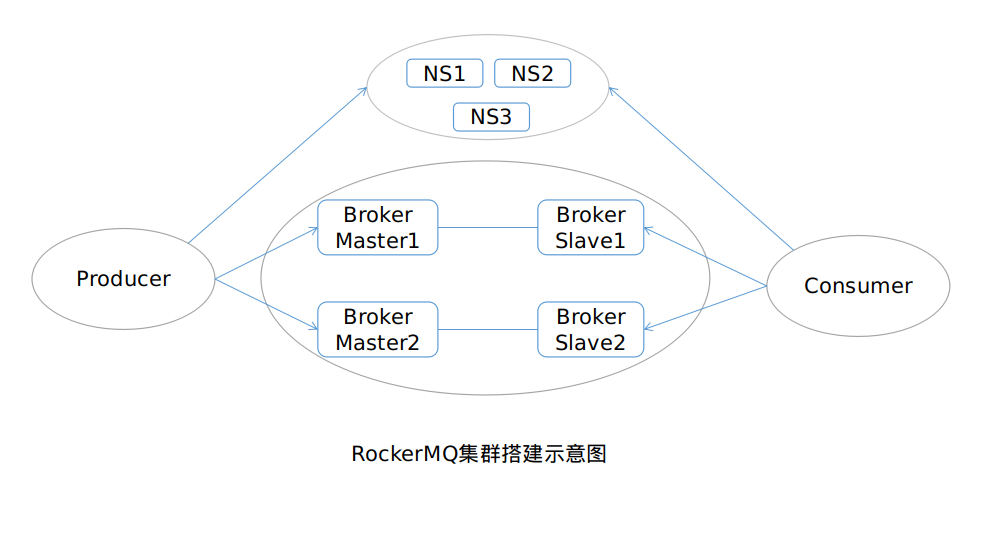 NS1
NS2
NS3
Broker
Master1
Broker
Slave1
Producer
Consumer
Broker
Master2
Broker
Slave2
RockerMQ集群搭建示意图